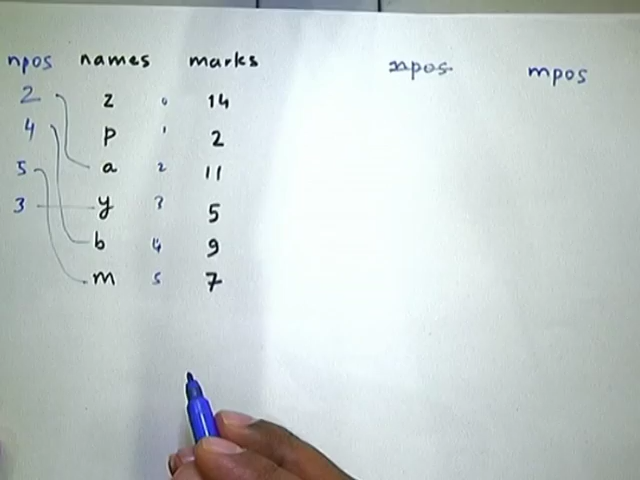 npos names marks npos mpos
2 z 0 14
4 p 1 2
5 a 2 11
3 y 3 5
b 4 9
m 5 7